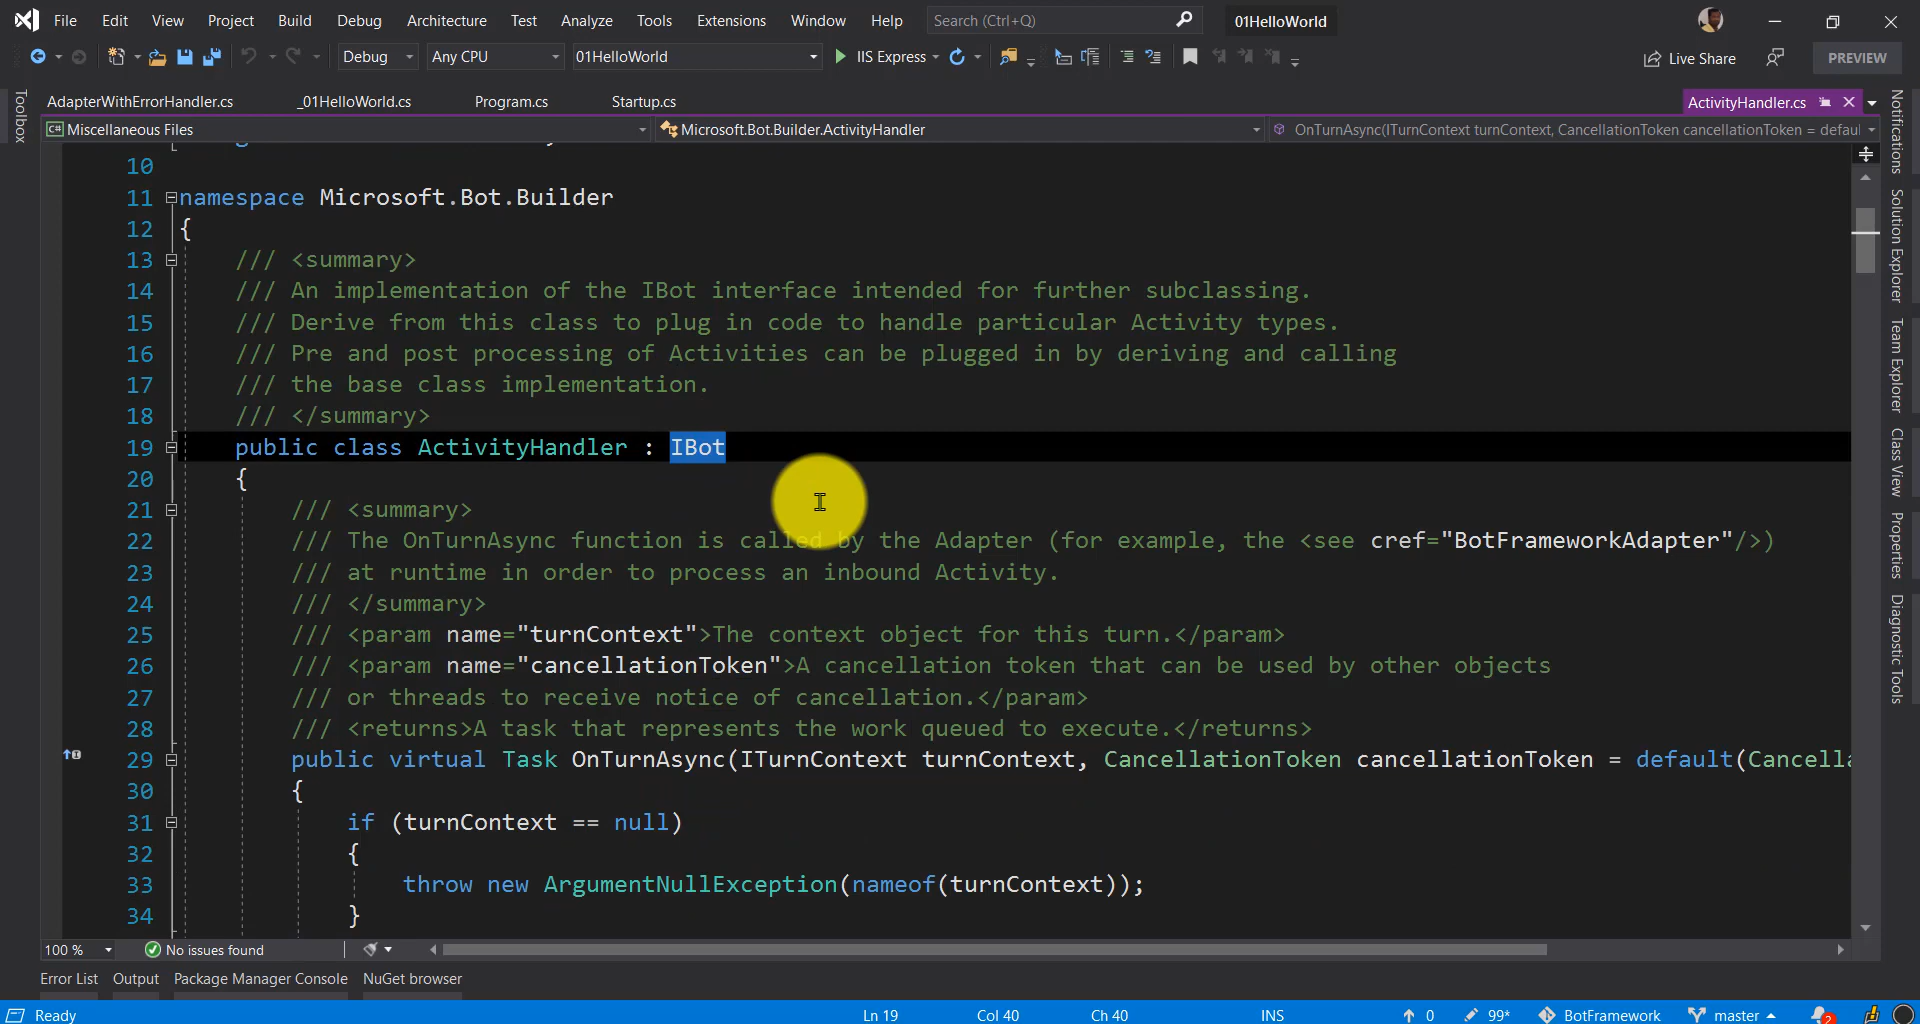 File Edit View Project Build Debug Architecture Test Analyze Tools Extensions Window Help Search (Ctrl+Q) 01HelloWorld
Debug Any CPU 01HelloWorld IIS Express Live Share PREVIEW
Toolbox
AdapterWithErrorHandler.cs _01HelloWorld.cs Program.cs Startup.cs ActivityHandler.cs
Miscellaneous Files Microsoft.Bot.Builder.ActivityHandler OnTurnAsync(ITurnContext turnContext, CancellationToken cancellationToken = defaul
10
11 namespace Microsoft.Bot.Builder
12 {
13 /// <summary>
14 /// An implementation of the IBot interface intended for further subclassing.
15 /// Derive from this class to plug in code to handle particular Activity types.
16 /// Pre and post processing of Activities can be plugged in by deriving and calling
17 /// the base class implementation.
18 /// </summary>
19 public class ActivityHandler : IBot
20 {
21 /// <summary>
22 /// The OnTurnAsync function is called by the Adapter (for example, the <see cref="BotFrameworkAdapter"/>)
23 /// at runtime in order to process an inbound Activity.
24 /// </summary>
25 /// <param name="turnContext">The context object for this turn.</param>
26 /// <param name="cancellationToken">A cancellation token that can be used by other objects
27 /// or threads to receive notice of cancellation.</param>
28 /// <returns>A task that represents the work queued to execute.</returns>
29 public virtual Task OnTurnAsync(ITurnContext turnContext, CancellationToken cancellationToken = default(Cancella
30 {
31 if (turnContext == null)
32 {
33 throw new ArgumentNullException(nameof(turnContext));
34 }
Notifications
Solution Explorer
Team Explorer
Class View
Properties
Diagnostic Tools
100 % No issues found
Error List Output Package Manager Console NuGet browser
Ready Ln 19 Col 40 Ch 40 INS 0 99* BotFramework master 2